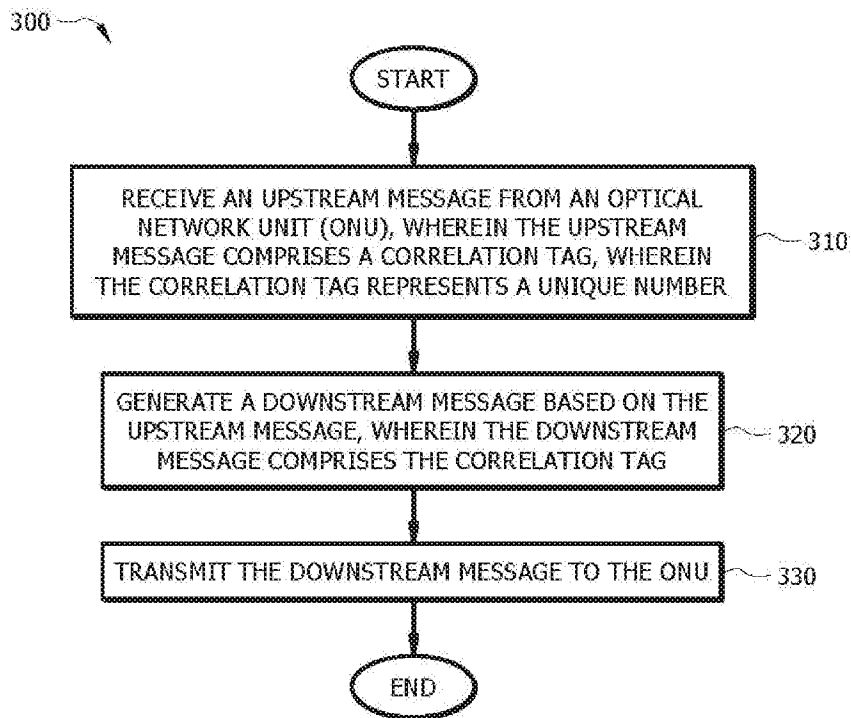 300
START
RECEIVE AN UPSTREAM MESSAGE FROM AN OPTICAL
NETWORK UNIT (ONU), WHEREIN THE UPSTREAM
MESSAGE COMPRISES A CORRELATION TAG, WHEREIN
THE CORRELATION TAG REPRESENTS A UNIQUE NUMBER
310
GENERATE A DOWNSTREAM MESSAGE BASED ON THE
UPSTREAM MESSAGE, WHEREIN THE DOWNSTREAM
MESSAGE COMPRISES THE CORRELATION TAG
320
TRANSMIT THE DOWNSTREAM MESSAGE TO THE ONU
330
END